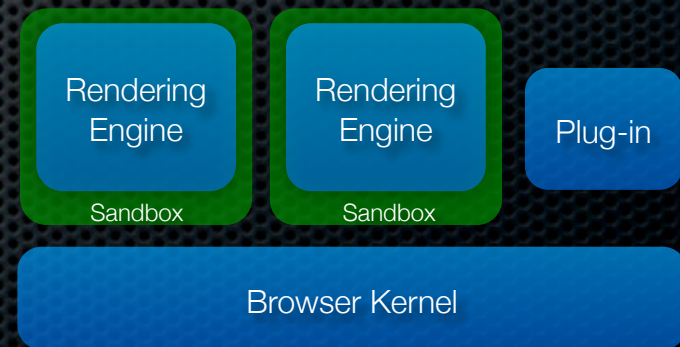 Rendering
Engine
Rendering
Engine
Plug-in
Sandbox
Sandbox
Browser Kernel